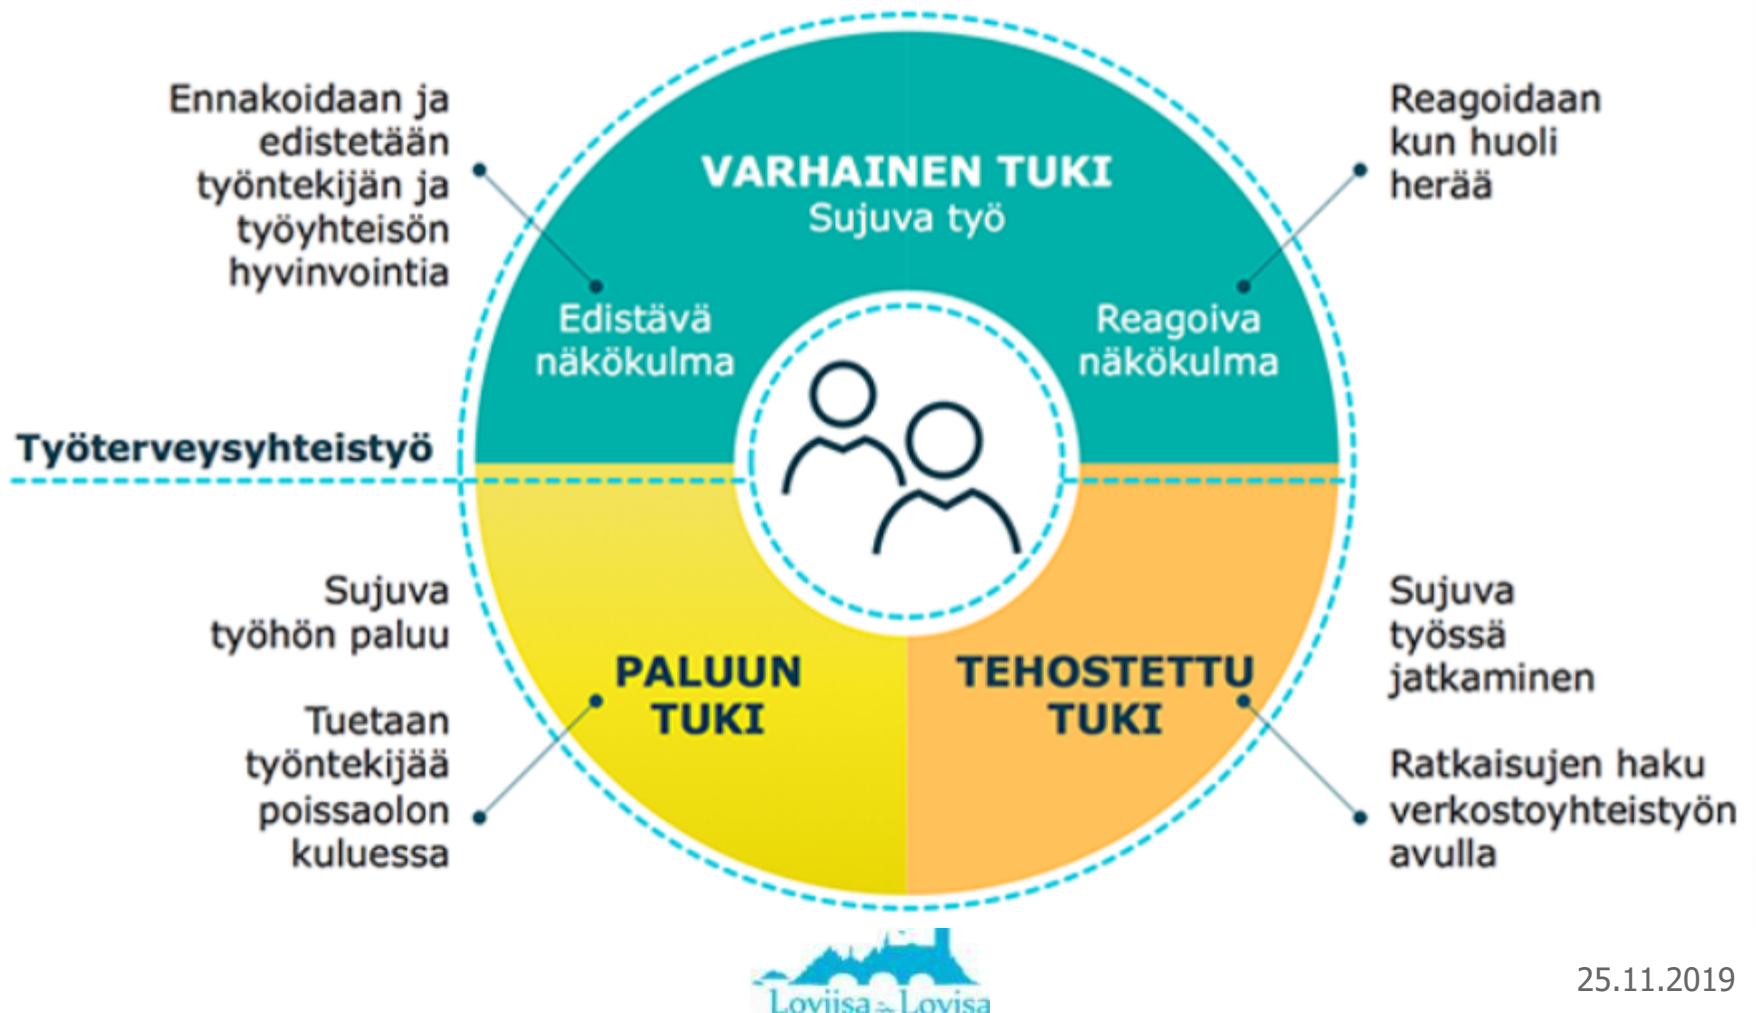 Ennakoidaan ja
edistetään
työntekijän ja
työyhteisön
hyvinvointia
Reagoidaan
kun huoli
herää
VARHAINEN TUKI
Sujuva työ
Edistävä
näkökulma
Reagoiva
näkökulma
Työterveysyhteistyö
Sujuva
työhön paluu
Tuetaan
työntekijää
poissaolon
kuluessa
PALUUN
TUKI
TEHOSTETTU
TUKI
Sujuva
työssä
jatkaminen
Ratkaisujen haku
verkostoyhteistyön
avulla
Loviisa Lovisa
25.11.2019